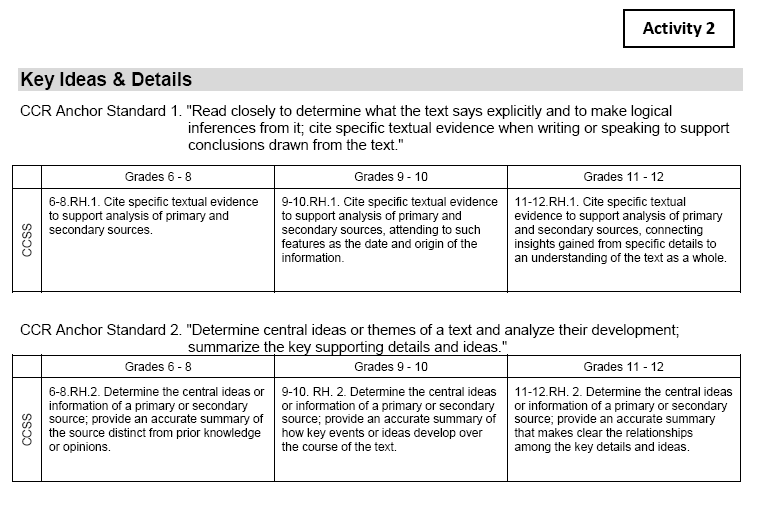 Activity 2
Key Ideas & Details
CCR Anchor Standard 1. "Read closely to determine what the text says explicitly and to make logical
inferences from it; cite specific textual evidence when writing or speaking to support
conclusions drawn from the text."
Grades 6 - 8
Grades 9 - 10
Grades 11 - 12
CCSS
6-8.RH.1. Cite specific textual evidence
to support analysis of primary and
secondary sources.
9-10.RH.1. Cite specific textual evidence
to support analysis of primary and
secondary sources, attending to such
features as the date and origin of the
information.
11-12.RH.1. Cite specific textual
evidence to support analysis of primary
and secondary sources, connecting
insights gained from specific details to
an understanding of the text as a whole.
CCR Anchor Standard 2. "Determine central ideas or themes of a text and analyze their development;
summarize the key supporting details and ideas."
Grades 6 - 8
Grades 9 - 10
Grades 11 - 12
CCSS
6-8.RH.2. Determine the central ideas or
information of a primary or secondary
source; provide an accurate summary of
the source distinct from prior knowledge
or opinions.
9-10. RH. 2. Determine the central ideas
or information of a primary or secondary
source; provide an accurate summary of
how key events or ideas develop over
the course of the text.
11-12.RH. 2. Determine the central ideas
or information of a primary or secondary
source; provide an accurate summary
that makes clear the relationships
among the key details and ideas.